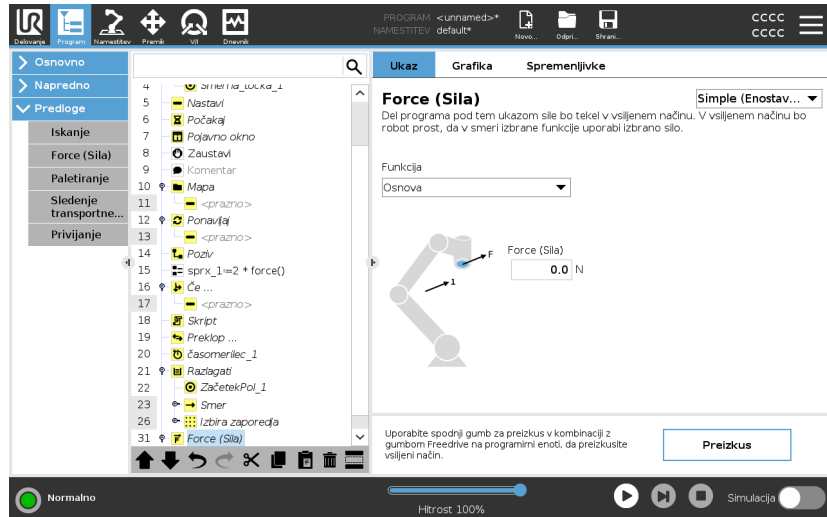 PROGRAM <unnamed>*
NAMESTITEV default*
CCCC
CCCC
Delovanje
Program
Namestitev
Premik
V/I
Dnevnik
Novo...
Odpri...
Shrani...
Osnovno
Napredno
Predloge
Iskanje
Force (Sila)
Paletiranje
Sledenje
transportne...
Privijanje
4 Smerna_točka_1
5 Nastavi
6 Počakaj
7 Pojavno okno
8 Zaustavi
9 Komentar
10 Mapa
11 <prazno>
12 Ponavljaj
13 <prazno>
14 Poziv
15 sprx_1≔2 * force()
16 Če ...
17 <prazno>
18 Skript
19 Preklop ...
20 časomerilec_1
21 Razlagati
22 ZačetekPol_1
23 Smer
26 Izbira zaporedja
31 Force (Sila)
Ukaz
Grafika
Spremenljivke
Force (Sila)
Simple (Enostav...
Del programa pod tem ukazom sile bo tekel v vsiljenem načinu. V vsiljenem načinu bo
robot prost, da v smeri izbrane funkcije uporabi izbrano silo.
Funkcija
Osnova
F
1
Force (Sila)
0.0 N
Uporabite spodnji gumb za preizkus v kombinaciji z
gumbom Freedrive na programirni enoti, da preizkusite
vsiljeni način.
Preizkus
Normalno
Hitrost 100%
Simulacija